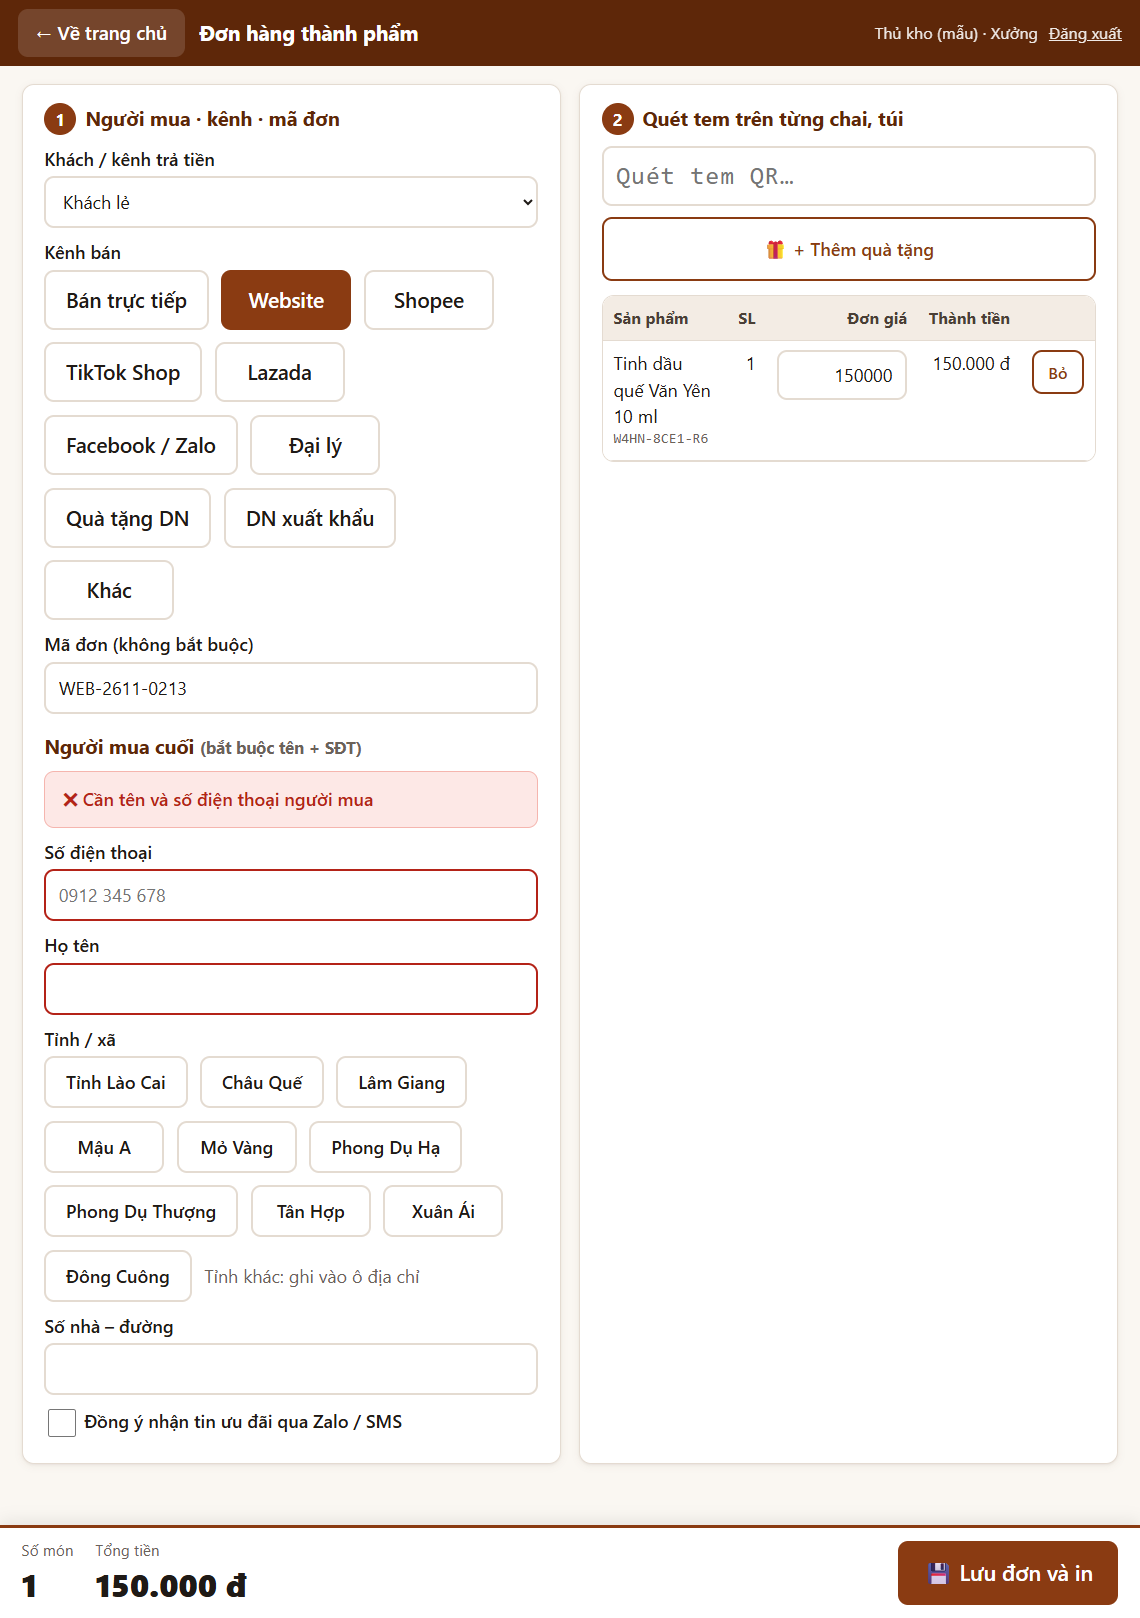 ← Về trang chủ
Đơn hàng thành phẩm
Thủ kho (mẫu) · Xưởng Đăng xuất
1 Người mua · kênh · mã đơn
Khách / kênh trả tiền
Khách lẻ
Kênh bán
Bán trực tiếp Website Shopee
TikTok Shop Lazada
Facebook / Zalo Đại lý
Quà tặng DN DN xuất khẩu
Khác
Mã đơn (không bắt buộc)
WEB-2611-0213
Người mua cuối (bắt buộc tên + SĐT)
❌ Cần tên và số điện thoại người mua
Số điện thoại
0912 345 678
Họ tên
Tỉnh / xã
Tỉnh Lào Cai Châu Quế Lâm Giang
Mậu A Mỏ Vàng Phong Dụ Hạ
Phong Dụ Thượng Tân Hợp Xuân Ái
Đông Cuông Tỉnh khác: ghi vào ô địa chỉ
Số nhà – đường
Đồng ý nhận tin ưu đãi qua Zalo / SMS
2 Quét tem trên từng chai, túi
Quét tem QR…
🎁 + Thêm quà tặng
Sản phẩm SL Đơn giá Thành tiền
Tinh dầu quế Văn Yên 10 ml 1 150000 150.000 đ Bỏ
W4HN-8CE1-R6
Số món Tổng tiền
1 150.000 đ
💾 Lưu đơn và in